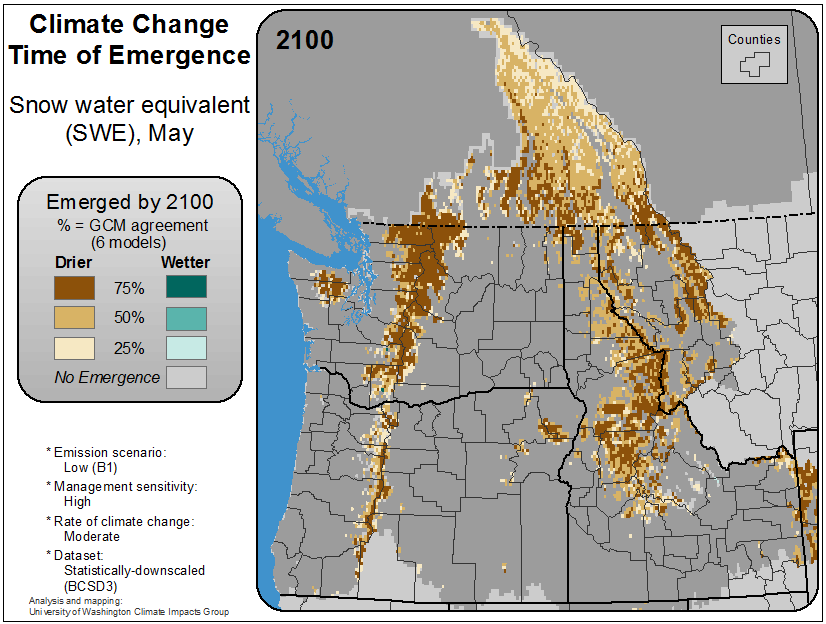 Climate Change
Time of Emergence
Snow water equivalent
(SWE), May
Emerged by 2100
% = GCM agreement
(6 models)
Drier Wetter
75%
50%
25%
No Emergence
* Emission scenario:
Low (B1)
* Management sensitivity:
High
* Rate of climate change:
Moderate
* Dataset:
Statistically-downscaled
(BCSD3)
Analysis and mapping:
University of Washington Climate Impacts Group
2100
Counties